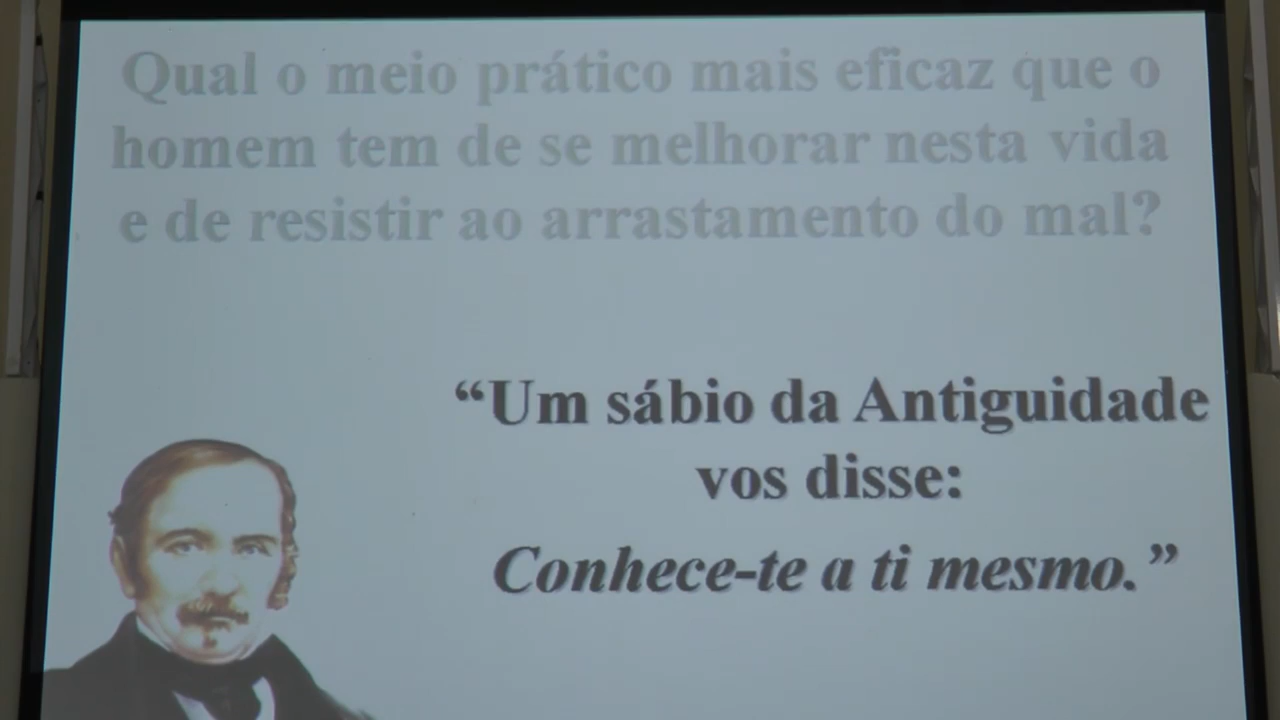 Qual o meio prático mais eficaz que o
homem tem de se melhorar nesta vida
e de resistir ao arrastamento do mal?
“Um sábio da Antiguidade
vos disse:
Conhece-te a ti mesmo.”